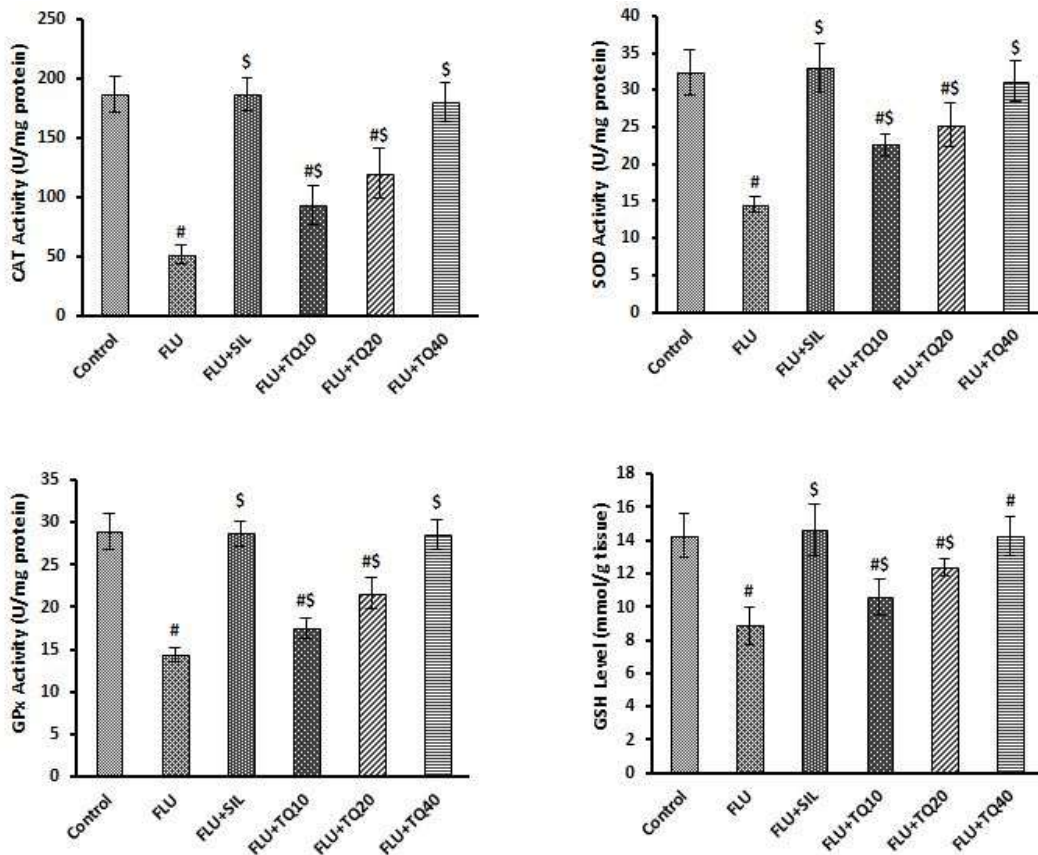 CAT Activity (U/mg protein)
250
200
150
100
50
0
#
$
#$
#$
$
Control
FLU
FLU+SIL
FLU+TQ10
FLU+TQ20
FLU+TQ40
SOD Activity (U/mg protein)
40
35
30
25
20
15
10
5
0
#
$
#$
#$
$
Control
FLU
FLU+SIL
FLU+TQ10
FLU+TQ20
FLU+TQ40
GPx Activity (U/mg protein)
35
30
25
20
15
10
5
0
#
$
#$
#$
$
Control
FLU
FLU+SIL
FLU+TQ10
FLU+TQ20
FLU+TQ40
GSH Level (mmol/g tissue)
18
16
14
12
10
8
6
4
2
0
#
$
#$
#$
#
Control
FLU
FLU+SIL
FLU+TQ10
FLU+TQ20
FLU+TQ40